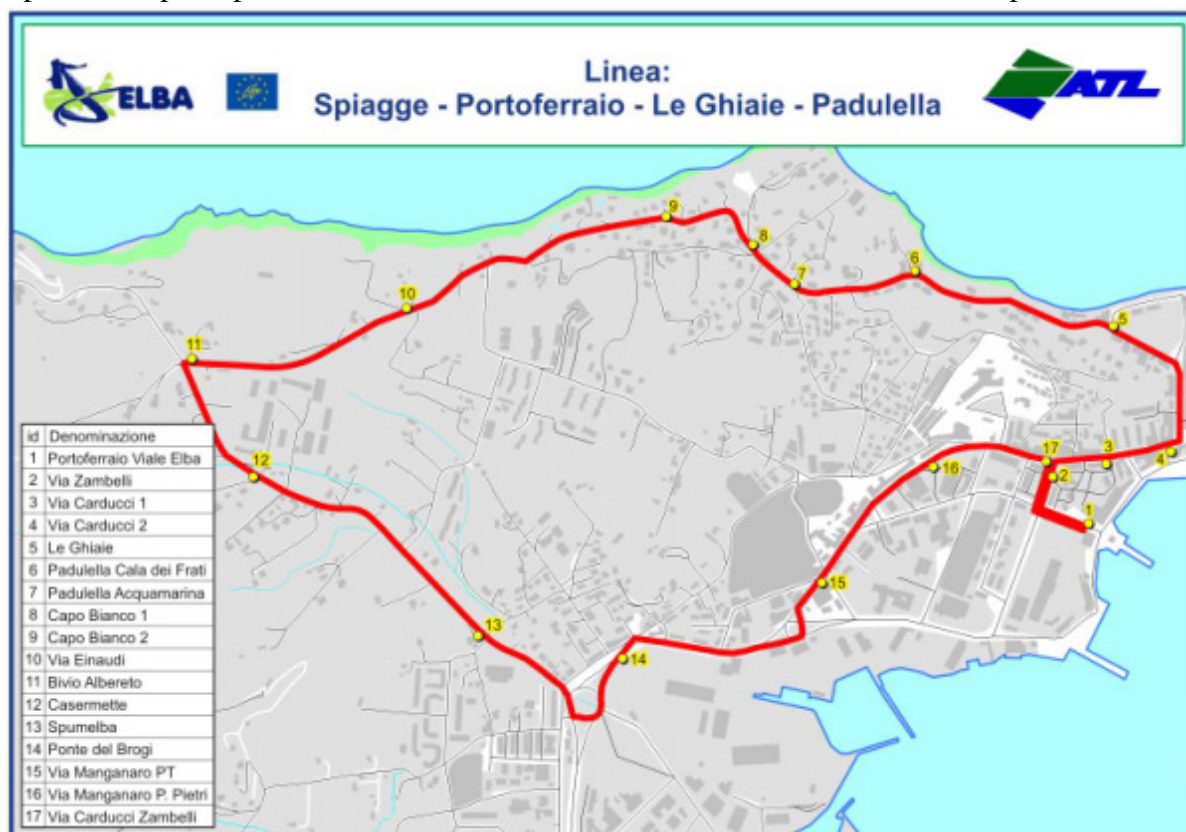 ELBA
Linea:
Spiagge - Portoferraio - Le Ghiaie - Padulella
ATL
9
8
6
7
10
5
11
17
3
4
16
2
12
1
15
13
14
id Denominazione
1 Portoferraio Viale Elba
2 Via Zambelli
3 Via Carducci 1
4 Via Carducci 2
5 Le Ghiaie
6 Padulella Cala dei Frati
7 Padulella Acquamarina
8 Capo Bianco 1
9 Capo Bianco 2
10 Via Einaudi
11 Bivio Albereto
12 Casermette
13 Spumelba
14 Ponte del Brogi
15 Via Manganaro PT
16 Via Manganaro P. Pietri
17 Via Carducci Zambelli